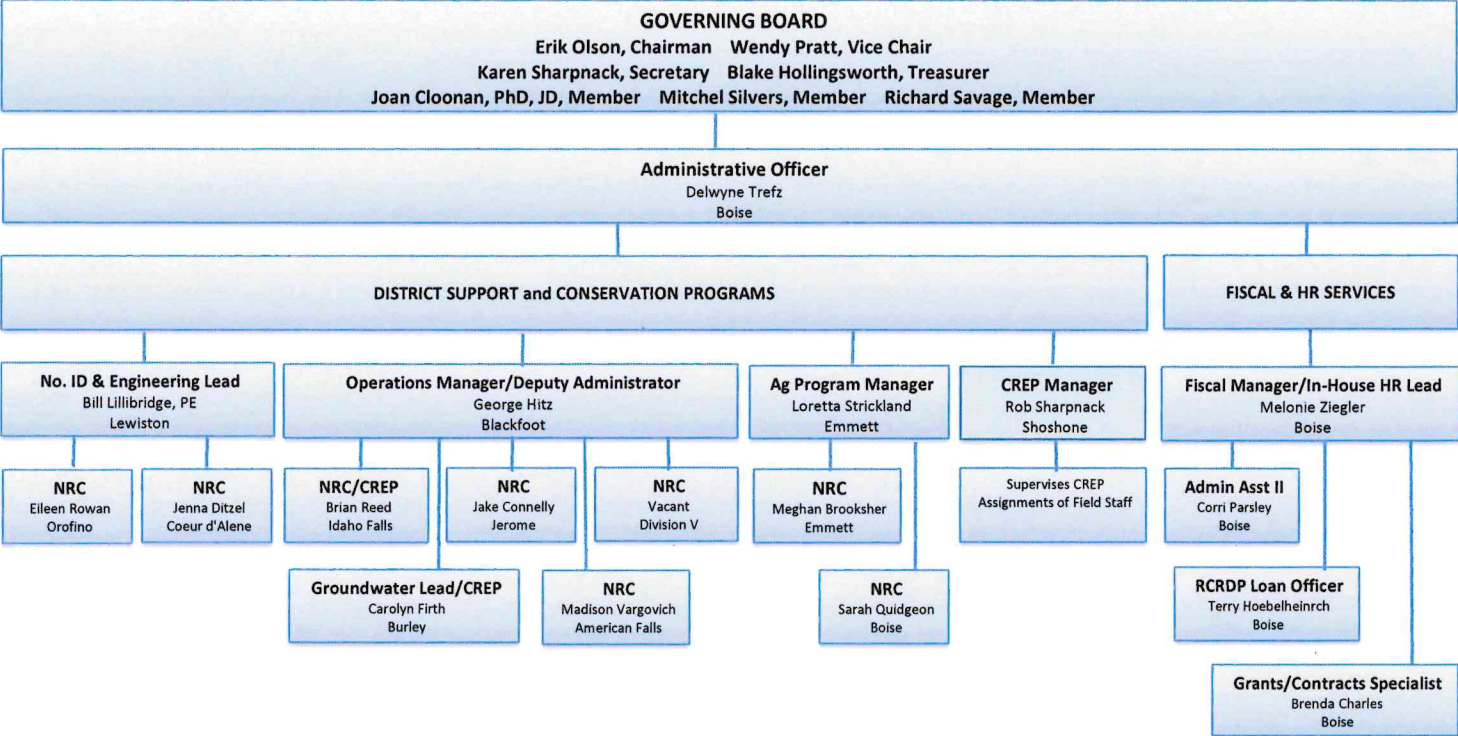 GOVERNING BOARD
Erik Olson, Chairman Wendy Pratt, Vice Chair
Karen Sharpnack, Secretary Blake Hollingsworth, Treasurer
Joan Cloonan, PhD, JD, Member Mitchel Silvers, Member Richard Savage, Member
Administrative Officer
Delwyne Trefz
Boise
DISTRICT SUPPORT and CONSERVATION PROGRAMS
FISCAL & HR SERVICES
No. ID & Engineering Lead
Bill Lillibridge, PE
Lewiston
Operations Manager/Deputy Administrator
George Hitz
Blackfoot
Ag Program Manager
Loretta Strickland
Emmett
CREP Manager
Rob Sharpnack
Shoshone
Fiscal Manager/In-House HR Lead
Melonie Ziegler
Boise
NRC
Eileen Rowan
Orofino
NRC
Jenna Ditzel
Coeur d'Alene
NRC/CREP
Brian Reed
Idaho Falls
NRC
Jake Connelly
Jerome
NRC
Vacant
Division V
NRC
Meghan Brooksher
Emmett
Supervises CREP
Assignments of Field Staff
Admin Asst II
Corri Parsley
Boise
Groundwater Lead/CREP
Carolyn Firth
Burley
NRC
Madison Vargovich
American Falls
NRC
Sarah Quidgeon
Boise
RCRDP Loan Officer
Terry Hoebelheinrch
Boise
Grants/Contracts Specialist
Brenda Charles
Boise